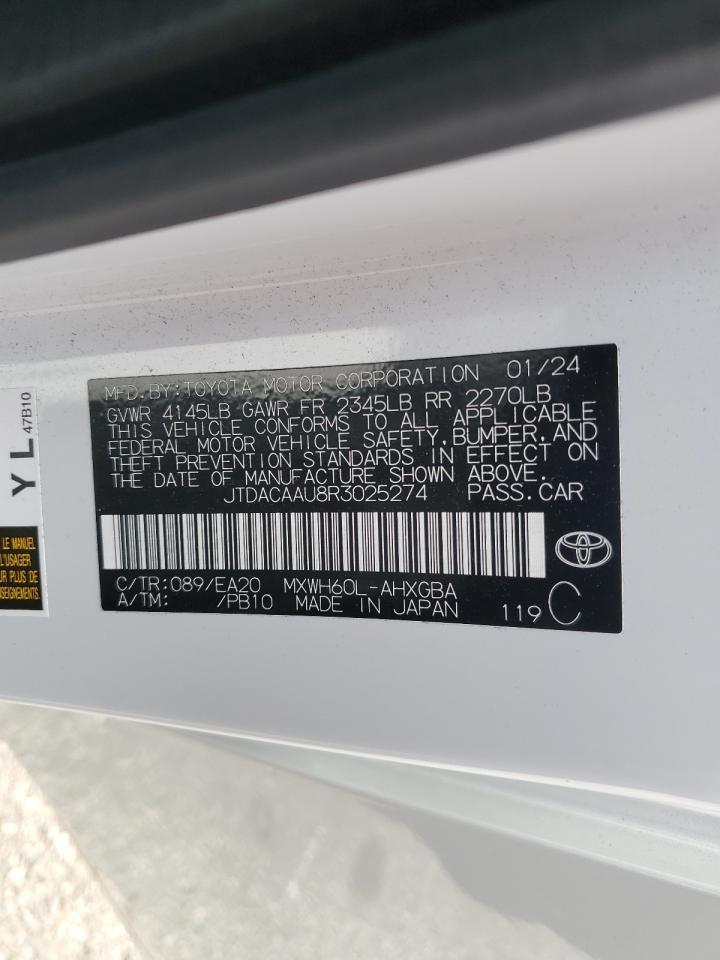 MFD.BY:TOYOTA MOTOR CORPORATION 01/24
GVWR 4145LB GAWR FR 2345LB RR 2270LB
THIS VEHICLE CONFORMS TO ALL APPLICABLE
FEDERAL MOTOR VEHICLE SAFETY,BUMPER,AND
THEFT PREVENTION STANDARDS IN EFFECT ON
THE DATE OF MANUFACTURE SHOWN ABOVE.
JTDACAAU8R3025274 PASS.CAR
C/TR:089/EA20 MXWH60L-AHXGBA
A/TM: /PB10 MADE IN JAPAN 119 C
YL
47B10
LE MANUEL
L'USAGER
UR PLUS DE
SEIGNEMENTS.